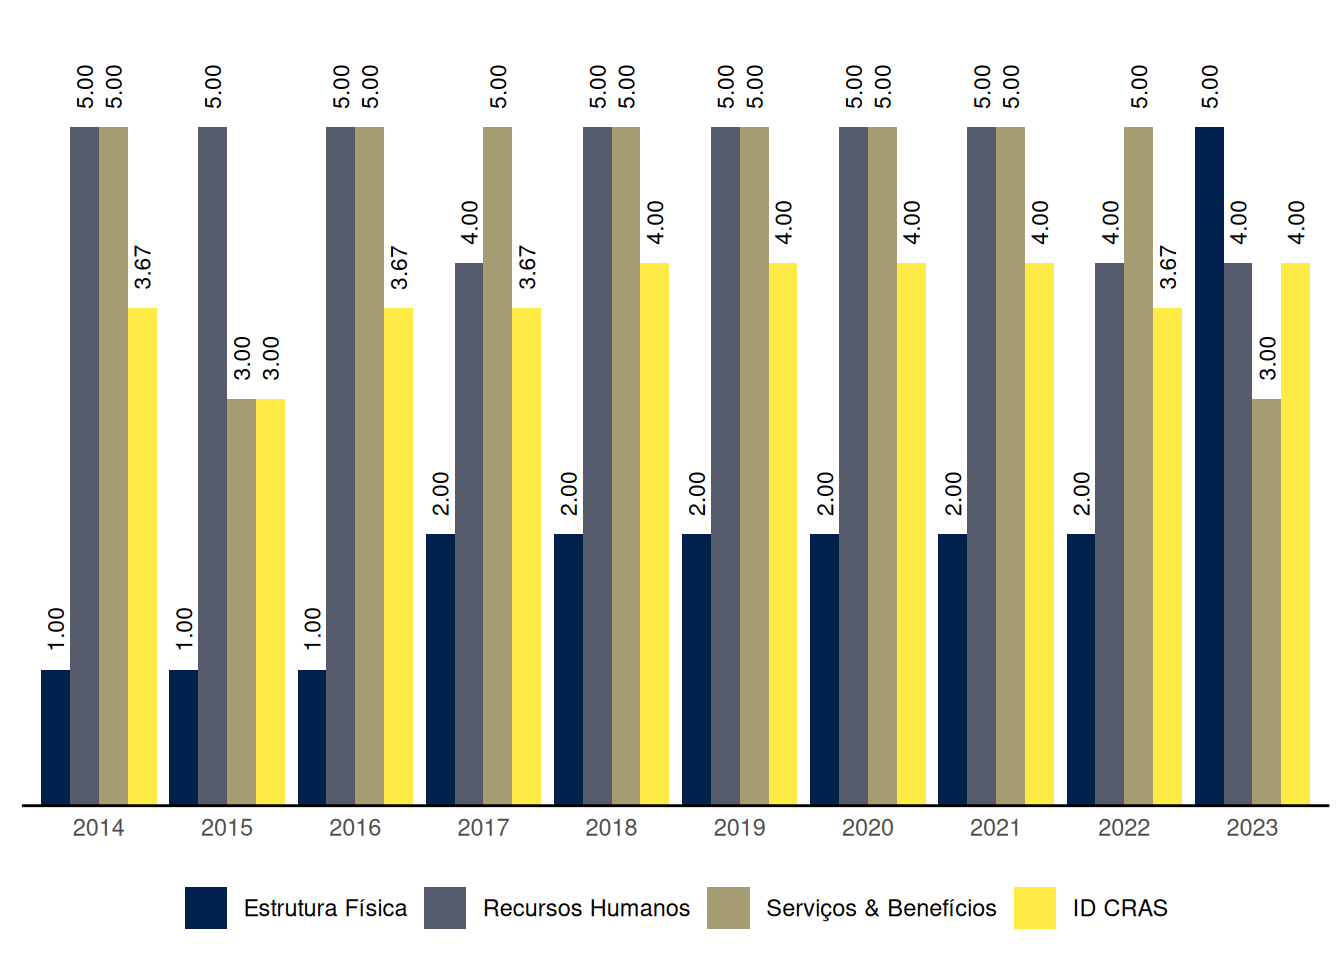 5.00 5.00 5.00 5.00 5.00 5.00 5.00 5.00 5.00 5.00 5.00 5.00 5.00 5.00 5.00 5.00
4.00 4.00 4.00 4.00 4.00 4.00 4.00 4.00
3.67 3.67 3.67 3.67
3.00 3.00 3.00
2.00 2.00 2.00 2.00 2.00 2.00
1.00 1.00 1.00
2014 2015 2016 2017 2018 2019 2020 2021 2022 2023
Estrutura Física Recursos Humanos Serviços & Benefícios ID CRAS